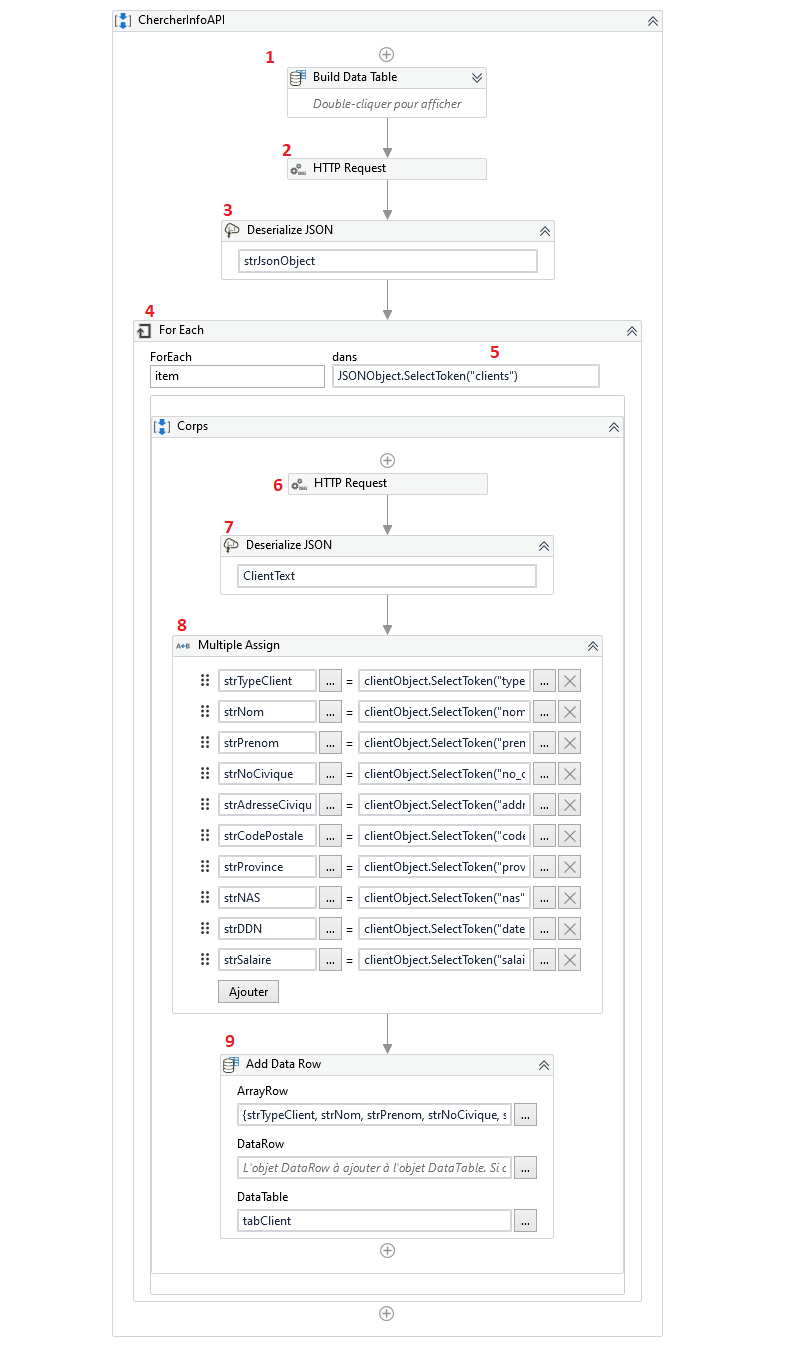 ChercherInfoAPI
1
Build Data Table
Double-cliquer pour afficher
2
HTTP Request
3
Deserialize JSON
strJsonObject
4
For Each
ForEach
dans
5
item
JSONObject.SelectToken("clients")
Corps
6
HTTP Request
7
Deserialize JSON
ClientText
8
A+B Multiple Assign
strTypeClient ... = clientObject.SelectToken("type ...
strNom ... = clientObject.SelectToken("nom ...
strPrenom ... = clientObject.SelectToken("pren ...
strNoCivique ... = clientObject.SelectToken("no_c ...
strAdresseCiviqu ... = clientObject.SelectToken("addr ...
strCodePostale ... = clientObject.SelectToken("code ...
strProvince ... = clientObject.SelectToken("prov ...
strNAS ... = clientObject.SelectToken("nas" ...
strDDN ... = clientObject.SelectToken("date ...
strSalaire ... = clientObject.SelectToken("salai ...
Ajouter
9
Add Data Row
ArrayRow
{strTypeClient, strNom, strPrenom, strNoCivique, s ...
DataRow
L'objet DataRow à ajouter à l'objet DataTable. Si c ...
DataTable
tabClient ...